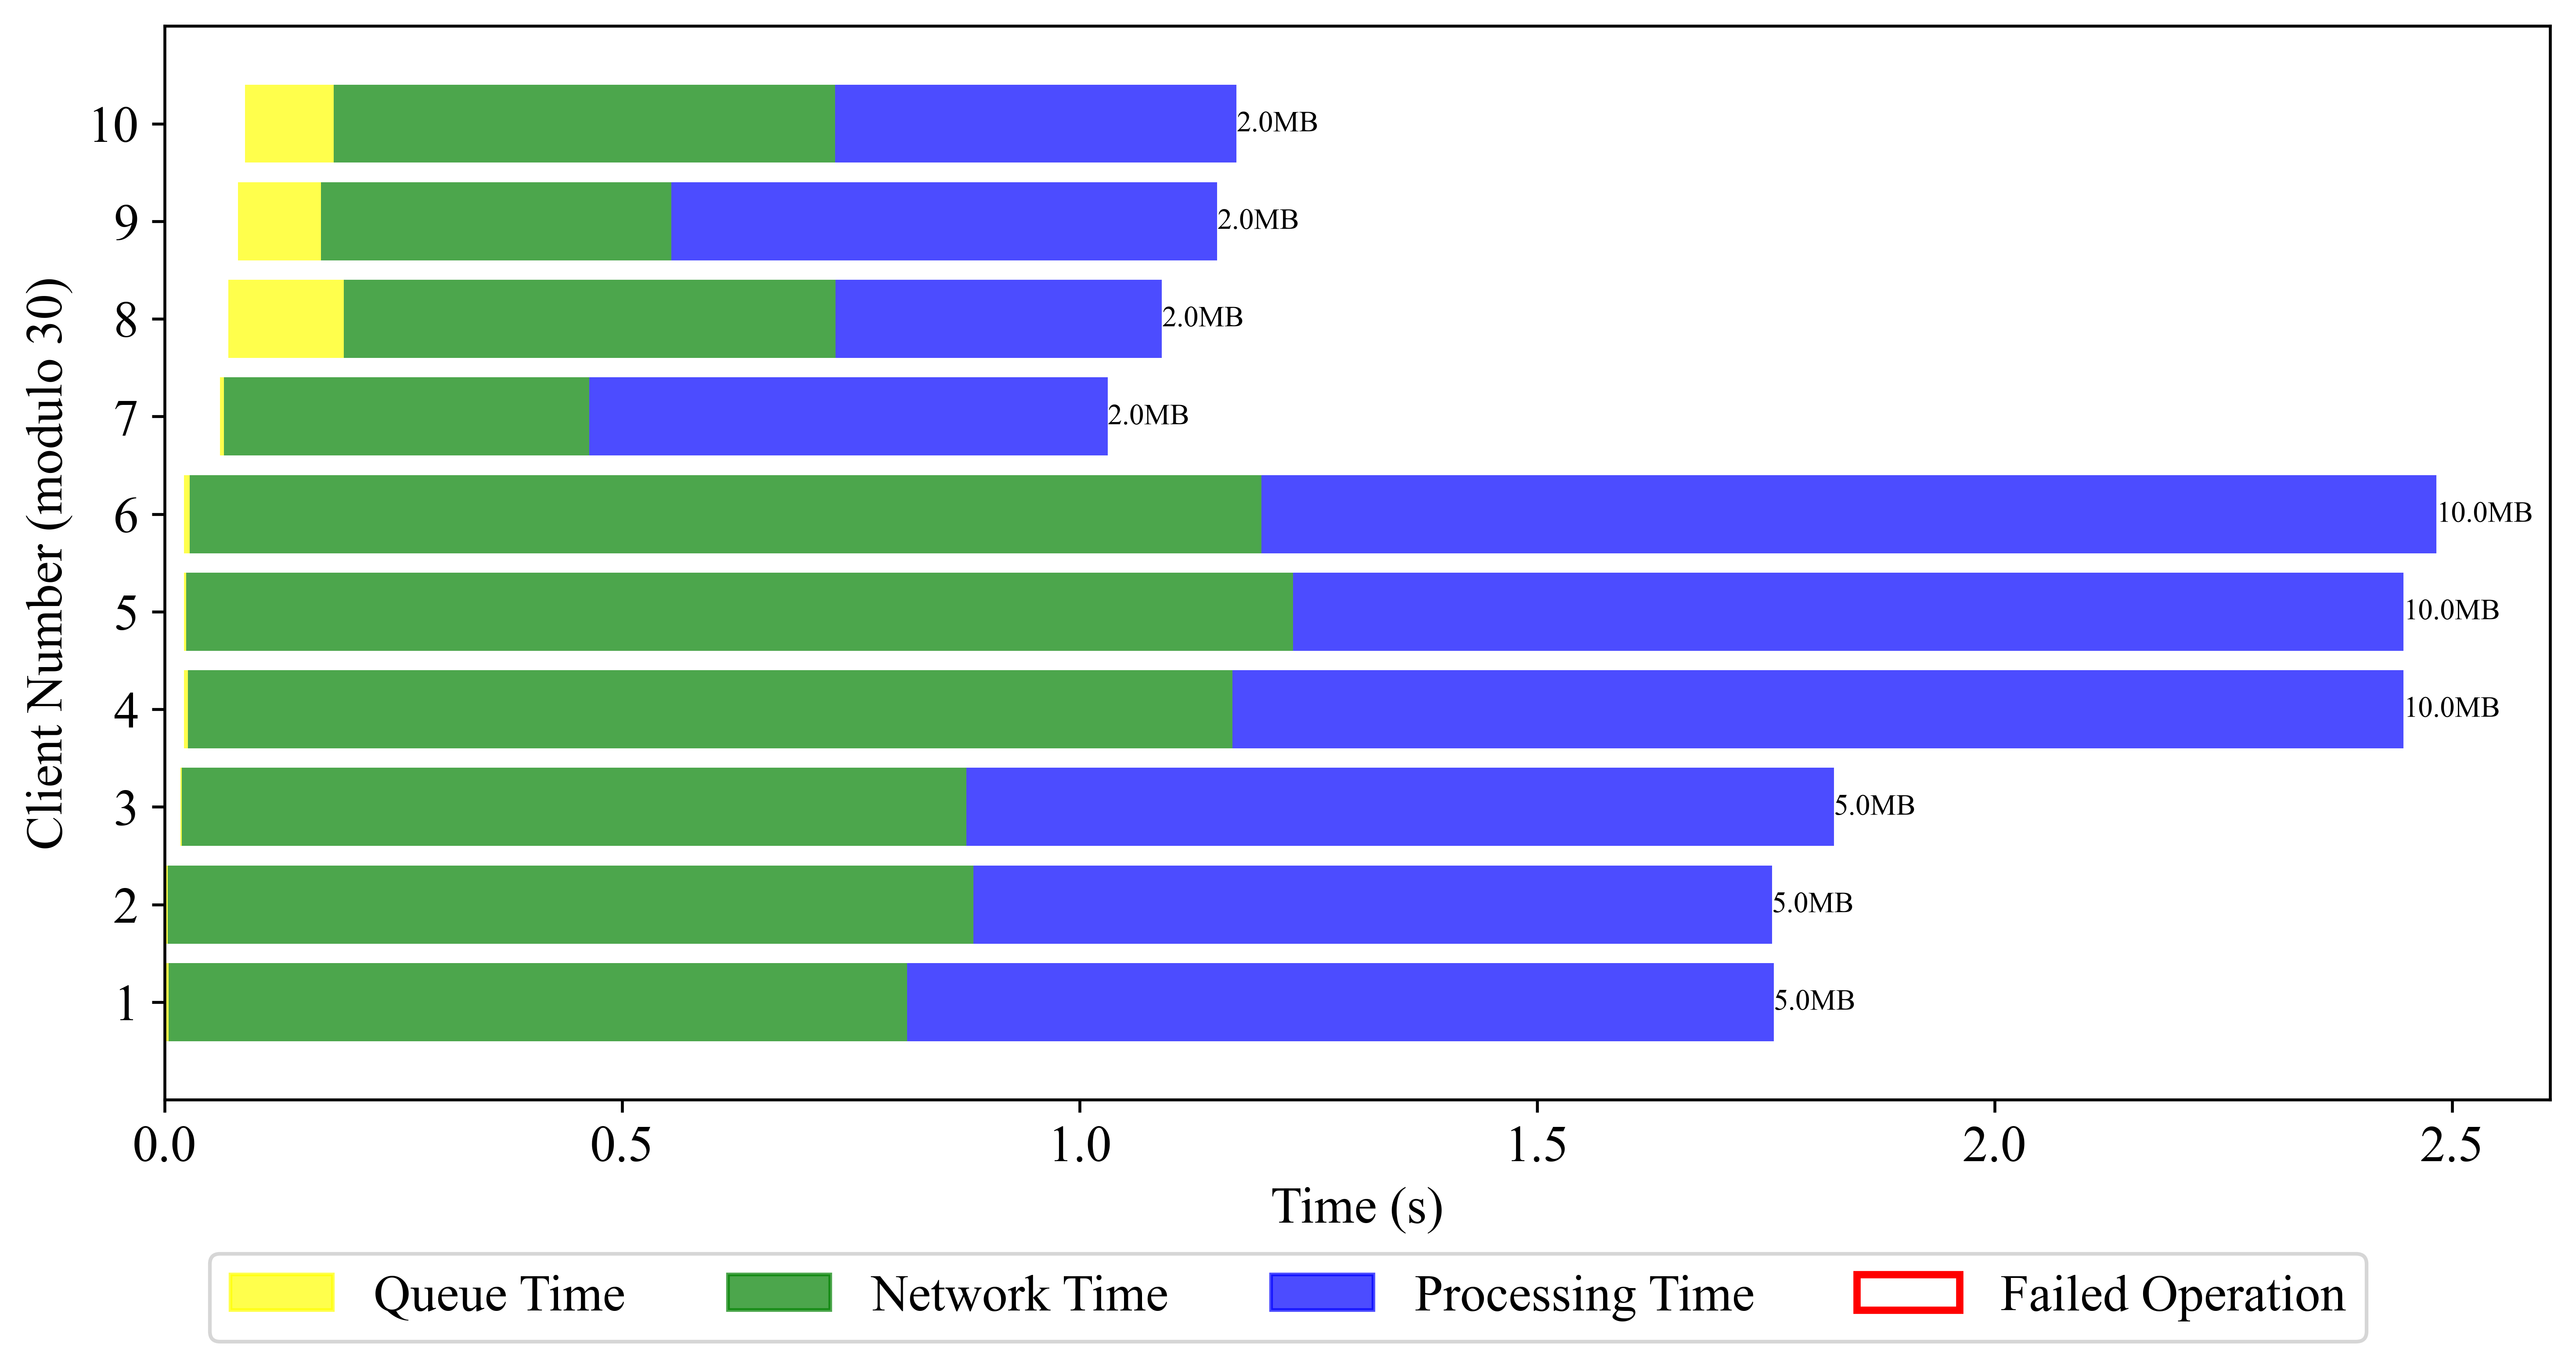 Client Number (modulo 30)
10
2.0MB
9
2.0MB
8
2.0MB
7
2.0MB
6
10.0MB
5
10.0MB
4
10.0MB
3
5.0MB
2
5.0MB
1
5.0MB
0.0 0.5 1.0 1.5 2.0 2.5
Time (s)
Queue Time Network Time Processing Time Failed Operation